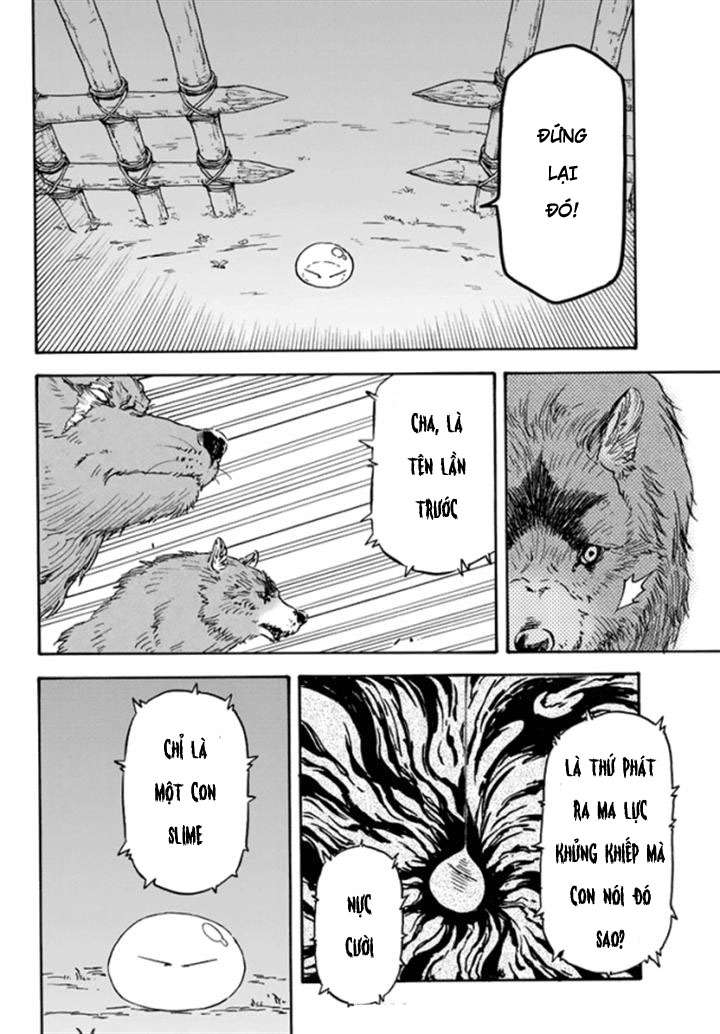 ĐỨNG
LẠI
ĐÓ!
CHA, LÀ
TÊN LẦN
TRƯỚC
LÀ THỨ PHÁT
RA MA LỰC
KHỦNG KHIẾP MÀ
CON NÓI ĐÓ
SAO?
NỰC
CƯỜI
CHỈ LÀ
MỘT CON
SLIME